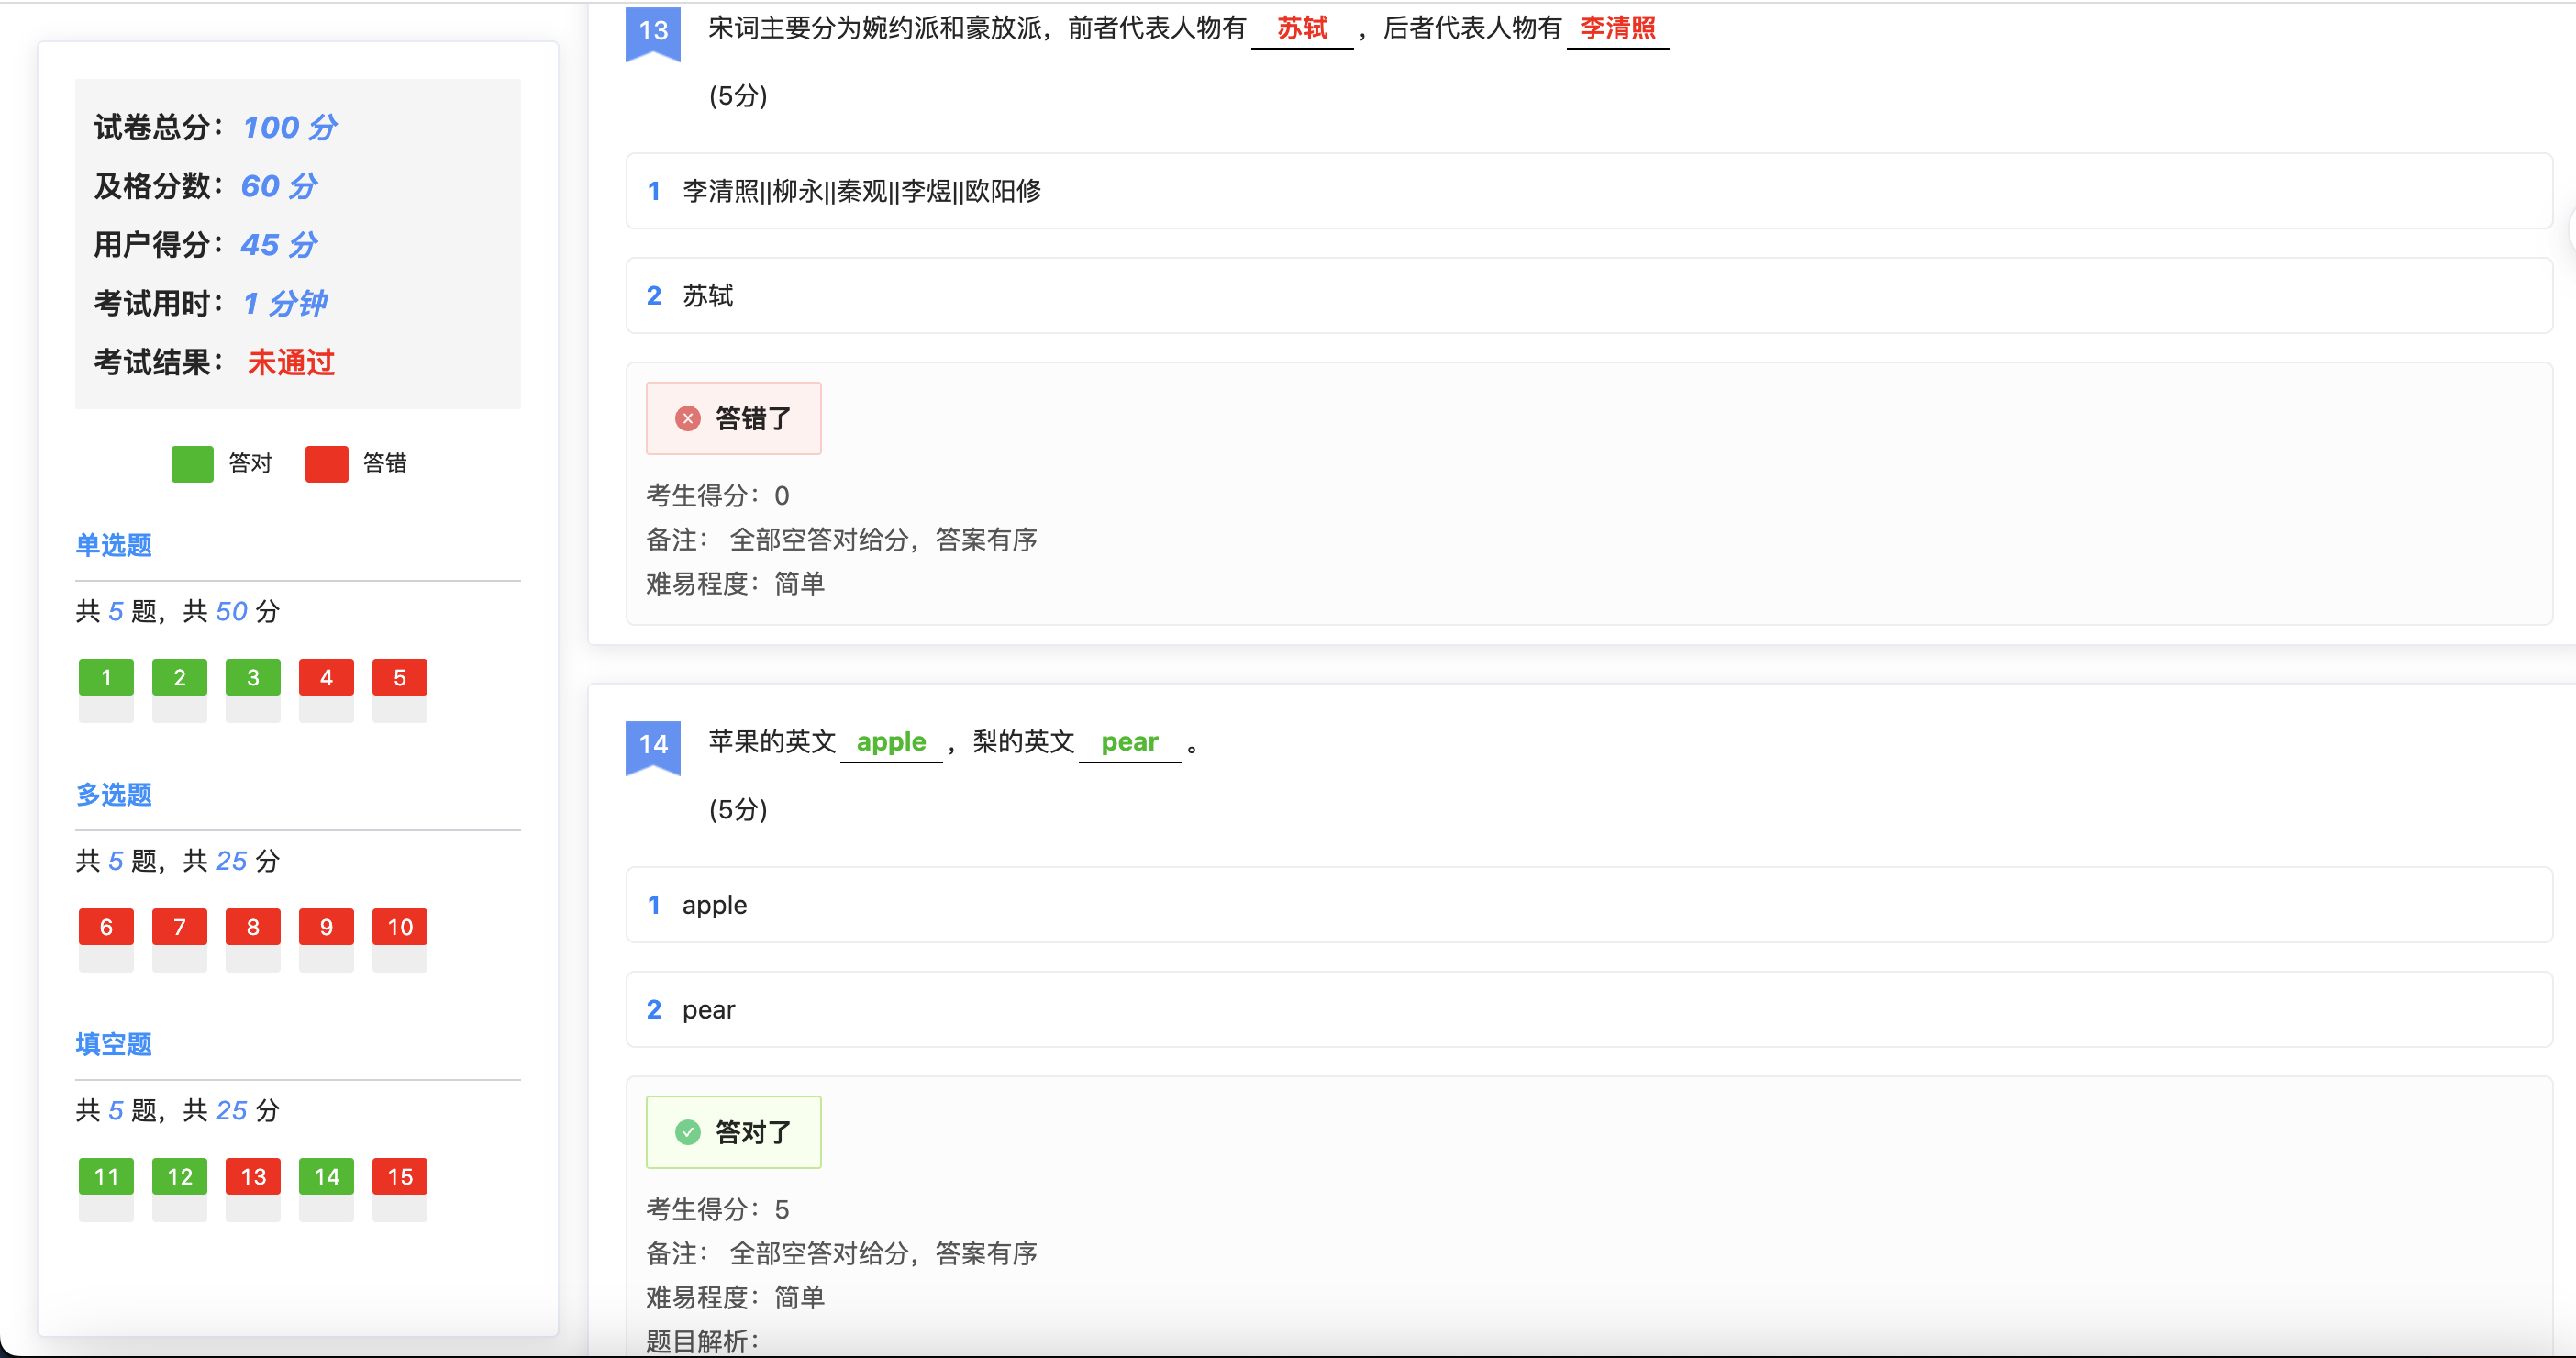 试卷总分：100 分
及格分数：60 分
用户得分：45 分
考试用时：1 分钟
考试结果：未通过
答对 答错
单选题
共 5 题，共 50 分
1 2 3 4 5
多选题
共 5 题，共 25 分
6 7 8 9 10
填空题
共 5 题，共 25 分
11 12 13 14 15
13 宋词主要分为婉约派和豪放派，前者代表人物有 苏轼 ，后者代表人物有 李清照
(5分)
1 李清照||柳永||秦观||李煜||欧阳修
2 苏轼
答错了
考生得分：0
备注： 全部空答对给分，答案有序
难易程度：简单
14 苹果的英文 apple ，梨的英文 pear 。
(5分)
1 apple
2 pear
答对了
考生得分：5
备注： 全部空答对给分，答案有序
难易程度：简单
题目解析：